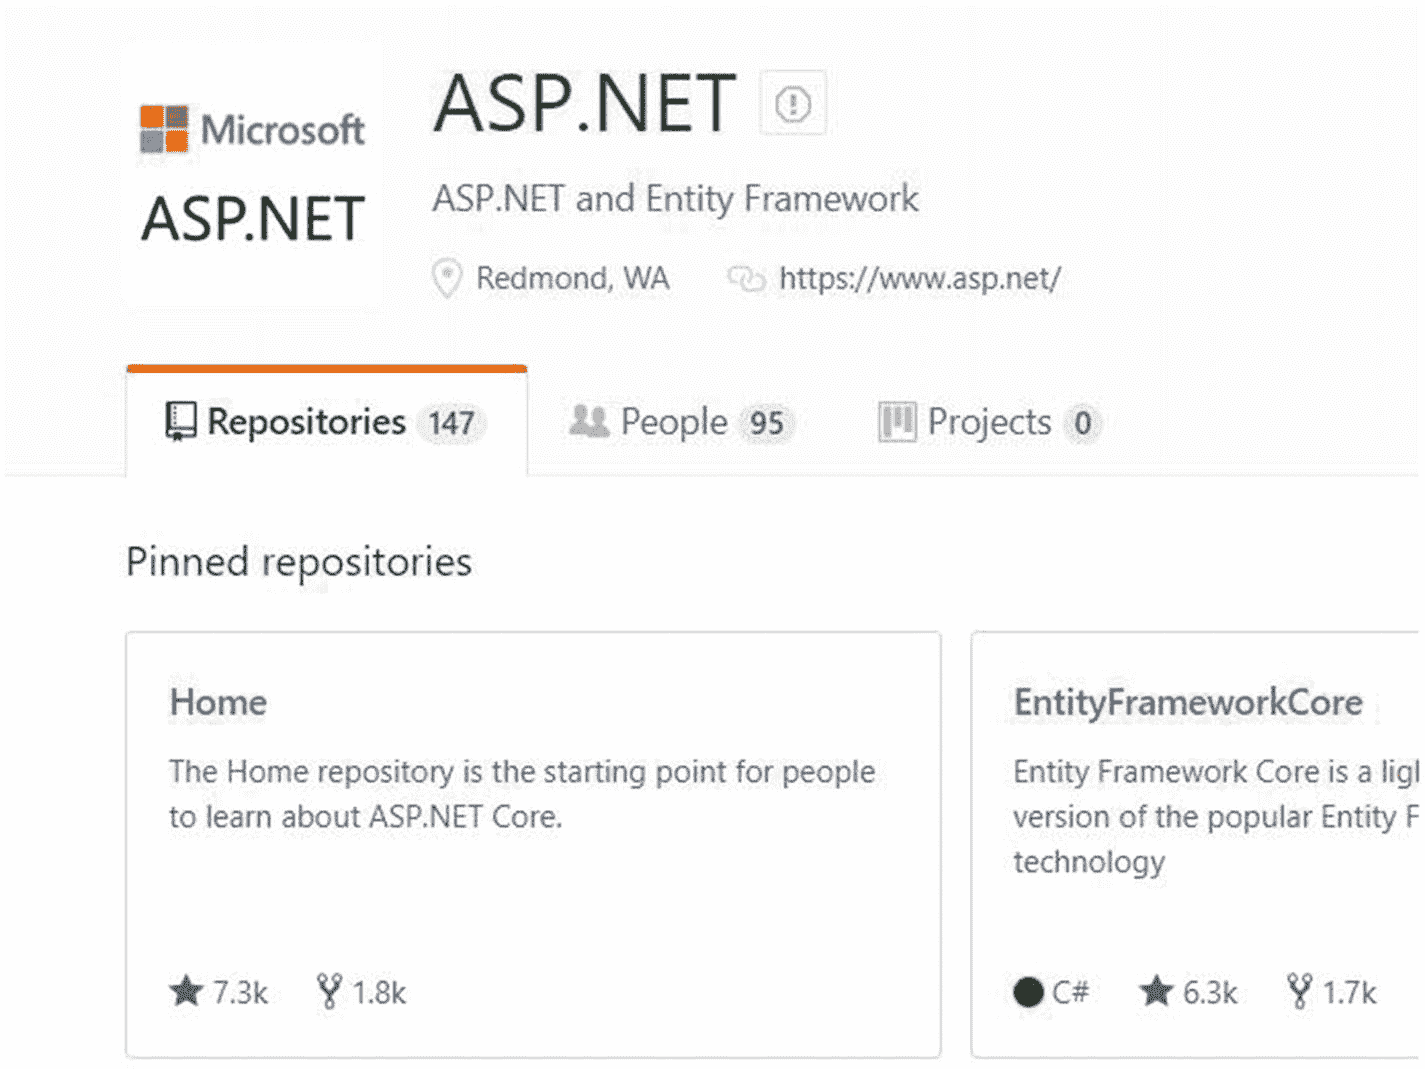 Microsoft
ASP.NET
ASP.NET
ASP.NET and Entity Framework
Redmond, WA https://www.asp.net/
Repositories 147 People 95 Projects 0
Pinned repositories
Home
The Home repository is the starting point for people
to learn about ASP.NET Core.
7.3k 1.8k
EntityFrameworkCore
Entity Framework Core is a
version of the popular Entity
technology
C# 6.3k 1.7k